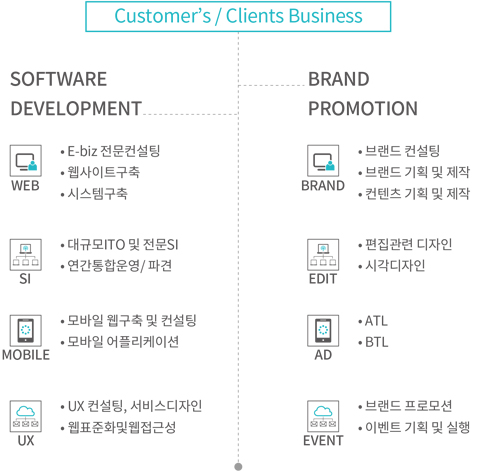 Customer's / Clients Business
SOFTWARE
DEVELOPMENT
WEB
• E-biz 전문컨설팅
• 웹사이트구축
• 시스템구축
SI
• 대규모ITO 및 전문SI
• 연간통합운영/ 파견
MOBILE
• 모바일 웹구축 및 컨설팅
• 모바일 어플리케이션
UX
• UX 컨설팅, 서비스디자인
• 웹표준화및웹접근성
BRAND
PROMOTION
BRAND
• 브랜드 컨설팅
• 브랜드 기획 및 제작
• 컨텐츠 기획 및 제작
EDIT
• 편집관련 디자인
• 시각디자인
AD
• ATL
• BTL
EVENT
• 브랜드 프로모션
• 이벤트 기획 및 실행